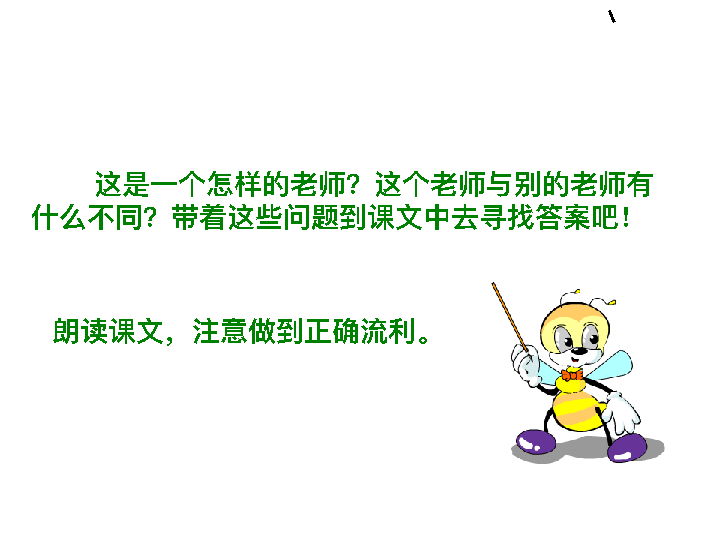 这是一个怎样的老师？这个老师与别的老师有
什么不同？带着这些问题到课文中去寻找答案吧！
朗读课文，注意做到正确流利。